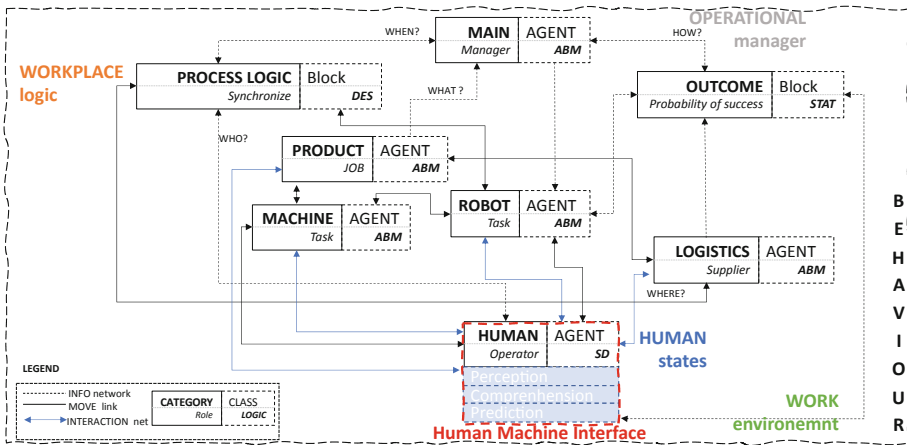 OPERATIONAL
manager
WHEN?
MAIN
Manager
AGENT
ABM
HOW?
WORKPLACE
logic
PROCESS LOGIC
Synchronize
Block
DES
WHAT ?
OUTCOME
Probability of success
Block
STAT
WHO?
PRODUCT
JOB
AGENT
ABM
MACHINE
Task
AGENT
ABM
ROBOT
Task
AGENT
ABM
LOGISTICS
Supplier
AGENT
ABM
WHERE?
HUMAN
Operator
AGENT
SD
Perception
Comprehension
Prediction
Human Machine Interface
HUMAN
states
WORK
environemnt
B
E
H
A
V
I
O
U
R
LEGEND
INFO network
MOVE link
INTERACTION net
CATEGORY
Role
CLASS
LOGIC